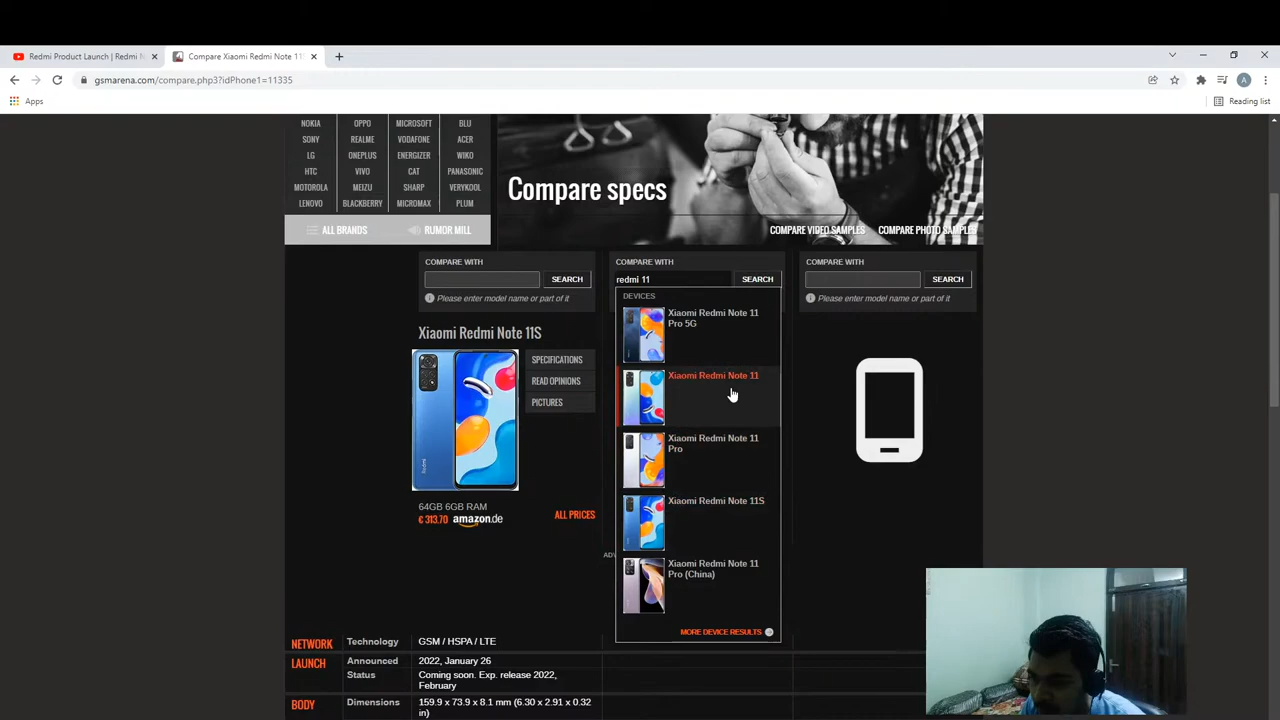 Redmi Product Launch | Redmi N
Compare Xiaomi Redmi Note 11S
gsmarena.com/compare.php3?idPhone1=11335
A
Apps
Reading list
NOKIA OPPO MICROSOFT BLU
SONY REALME VODAFONE ACER
LG ONEPLUS ENERGIZER WIKO
HTC VIVO CAT PANASONIC
MOTOROLA MEIZU SHARP VERYKOOL
LENOVO BLACKBERRY MICROMAX PLUM
ALL BRANDS RUMOR MILL
Compare specs
COMPARE VIDEO SAMPLES COMPARE PHOTO SAMPLES
COMPARE WITH
SEARCH
Please enter model name or part of it
COMPARE WITH
redmi 11 SEARCH
COMPARE WITH
SEARCH
Please enter model name or part of it
DEVICES
Xiaomi Redmi Note 11
Pro 5G
Xiaomi Redmi Note 11
Xiaomi Redmi Note 11
Pro
Xiaomi Redmi Note 11S
Xiaomi Redmi Note 11
Pro (China)
MORE DEVICE RESULTS
Xiaomi Redmi Note 11S
SPECIFICATIONS
READ OPINIONS
PICTURES
64GB 6GB RAM
€ 313.70 amazon.de
ALL PRICES
NETWORK Technology GSM / HSPA / LTE
LAUNCH Announced 2022, January 26
Status Coming soon. Exp. release 2022,
February
BODY Dimensions 159.9 x 73.9 x 8.1 mm (6.30 x 2.91 x 0.32
in)